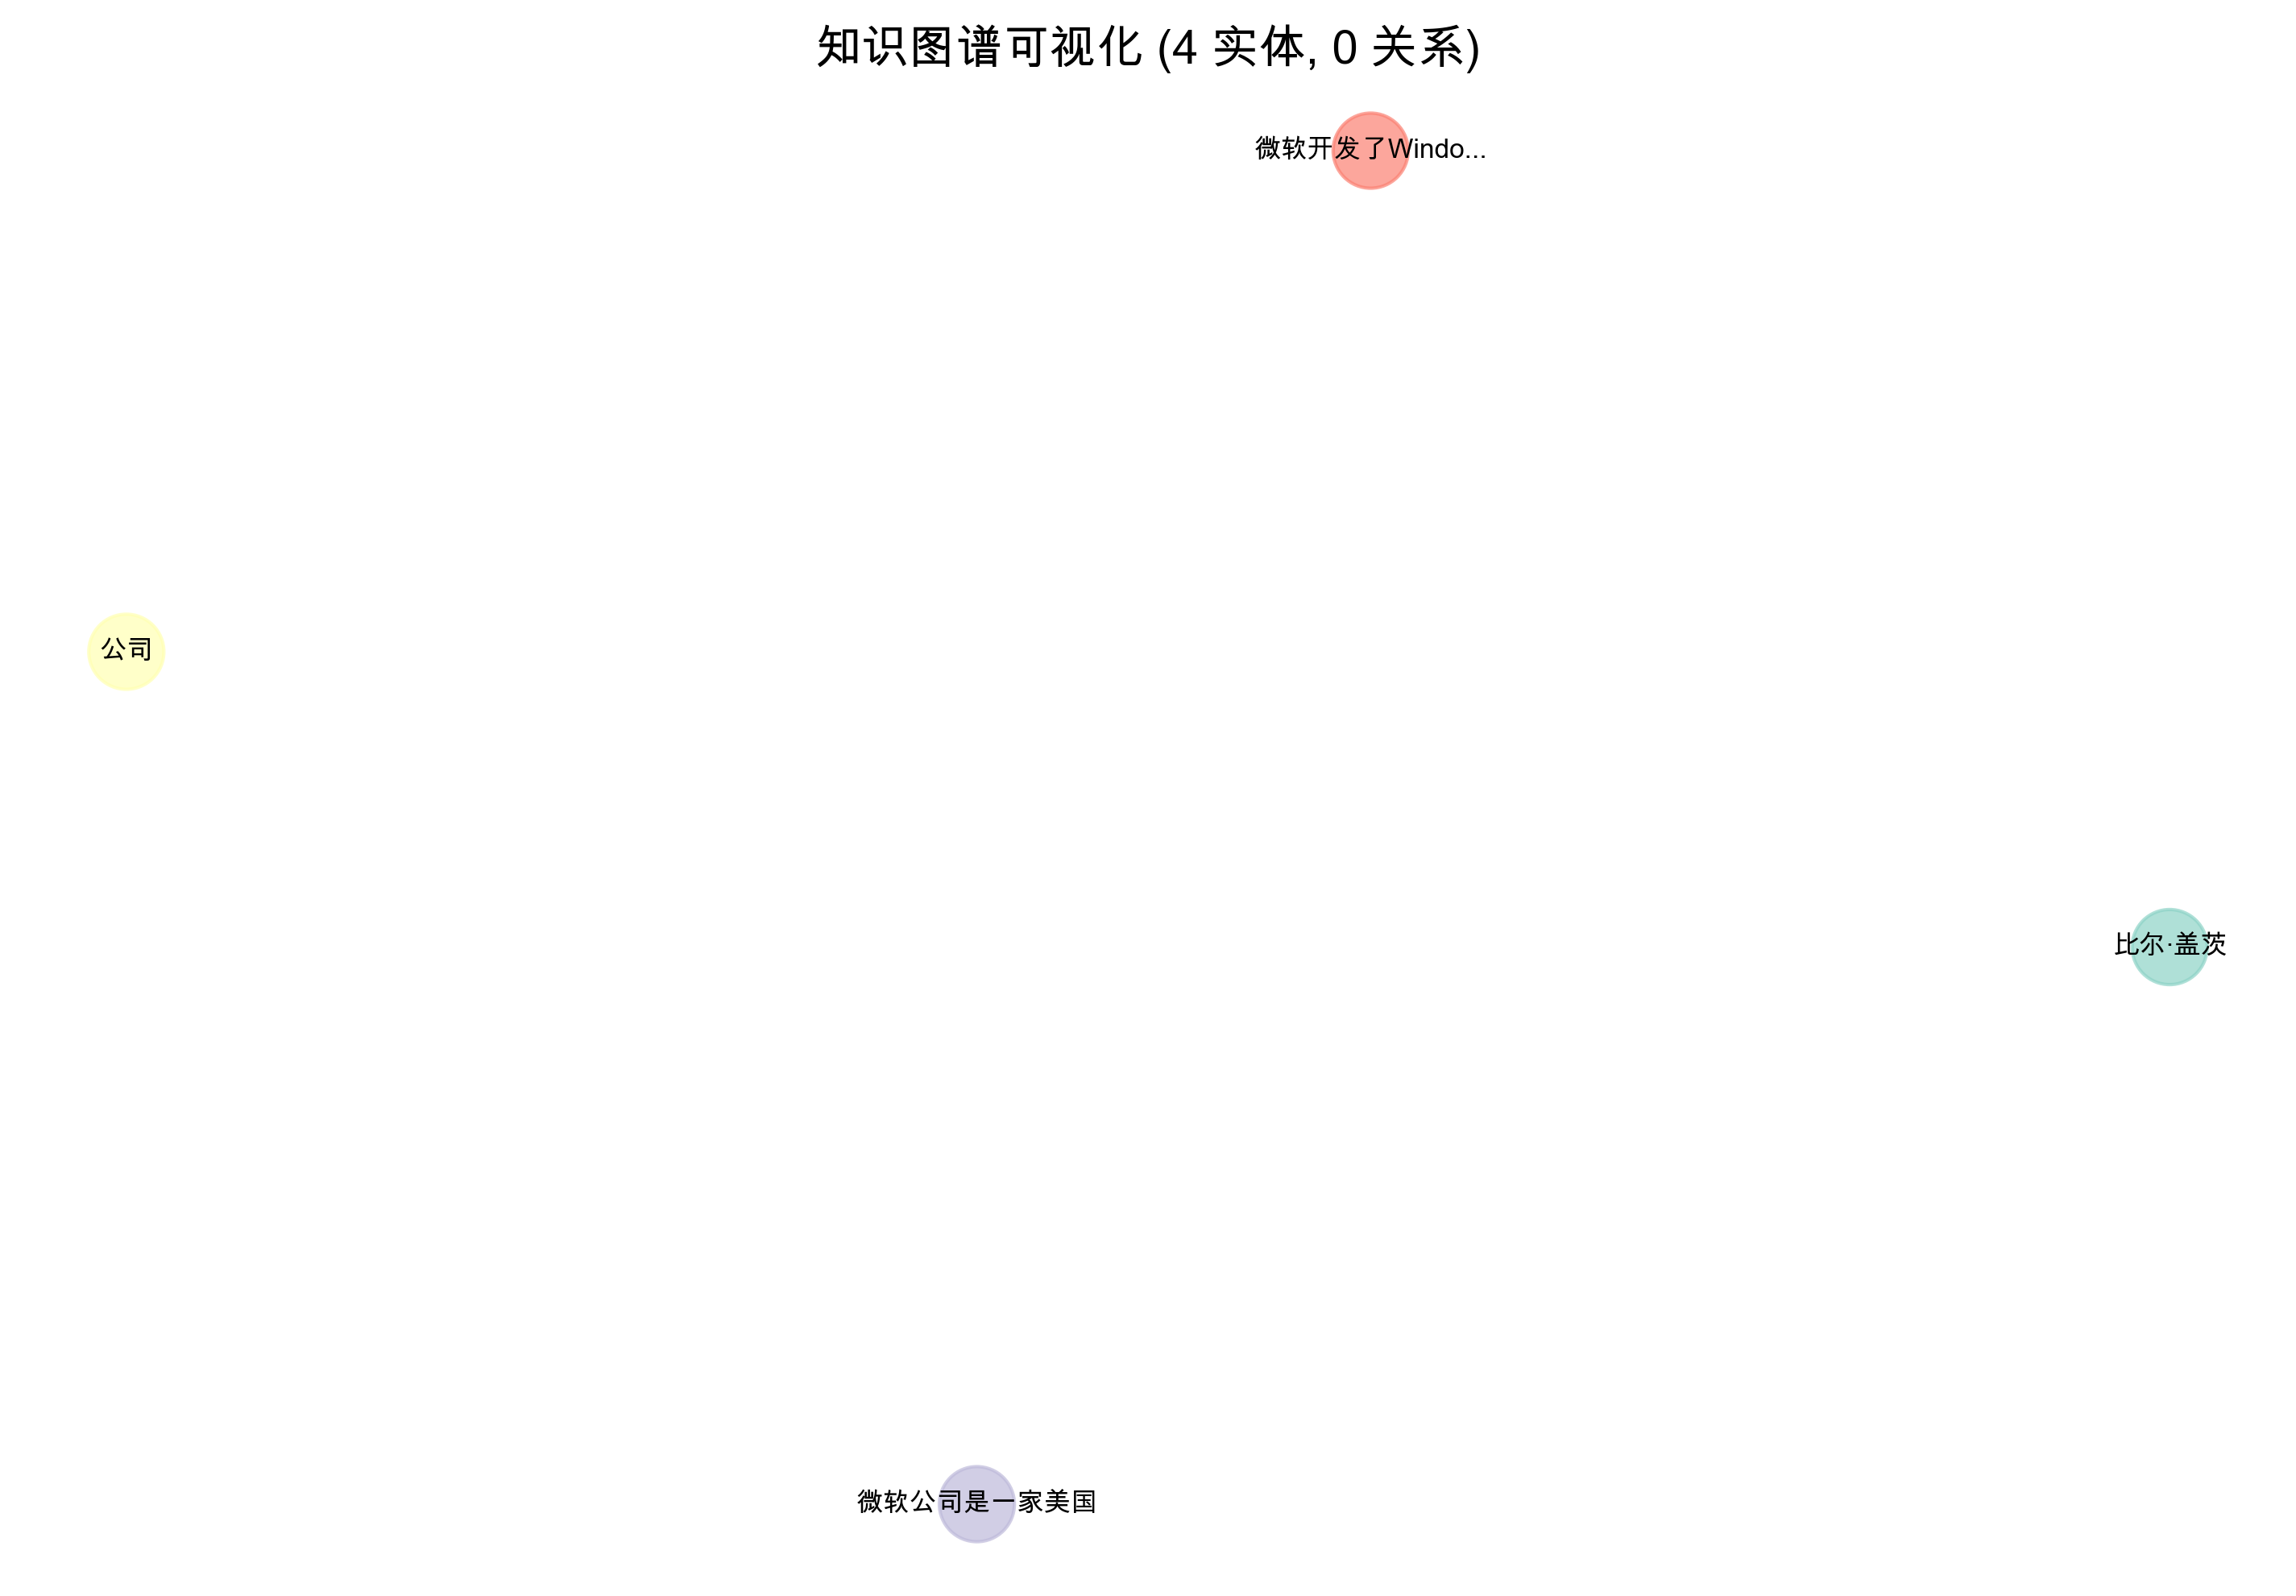 知识图谱可视化 (4 实体, 0 关系)
微软开发了Windo...
公司
比尔·盖茨
微软公司是一家美国